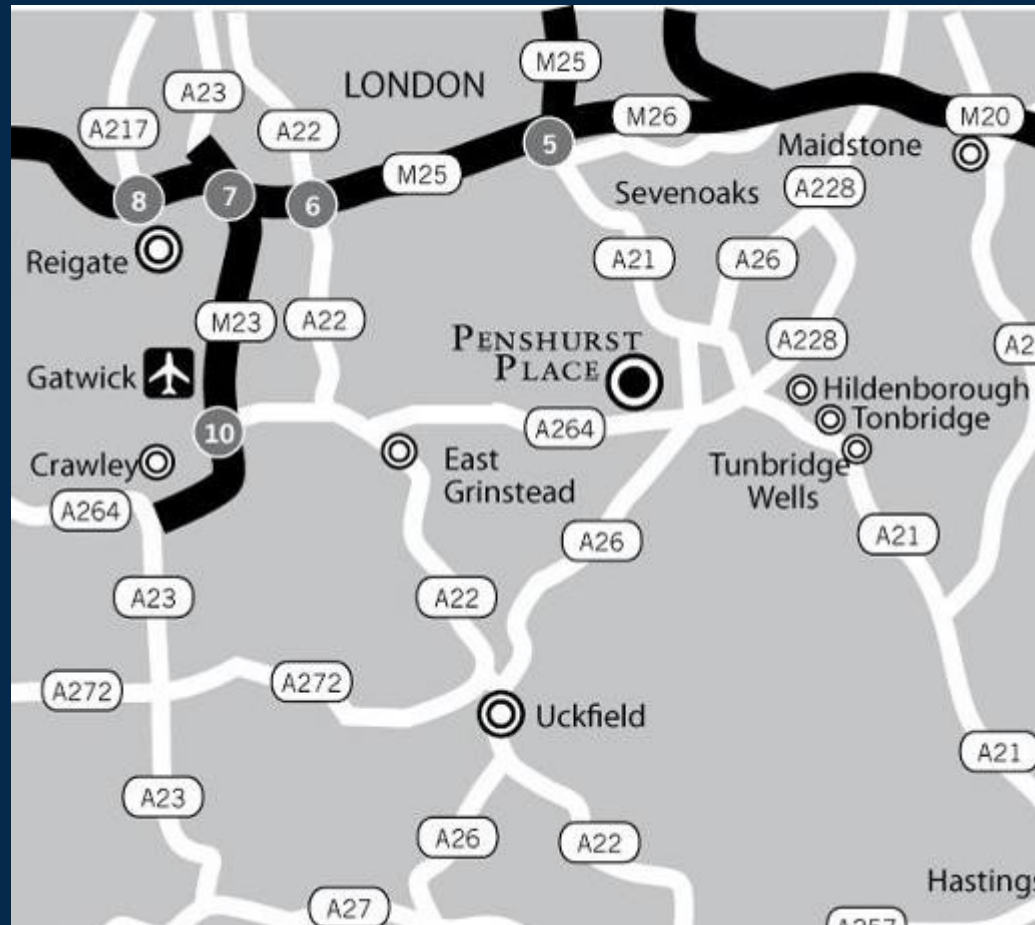 M25
LONDON
A23
M26
M20
A217
A22
5
Maidstone
M25
Sevenoaks
A228
8
7
6
Reigate
A21
A26
M23
A22
PENSHURST
PLACE
A228
Gatwick
Hildenborough
Tonbridge
10
A264
Crawley
East
Grinstead
Tunbridge
Wells
A264
A26
A21
A23
A22
A272
A272
Uckfield
A21
A23
A26
A22
Hastings
A27